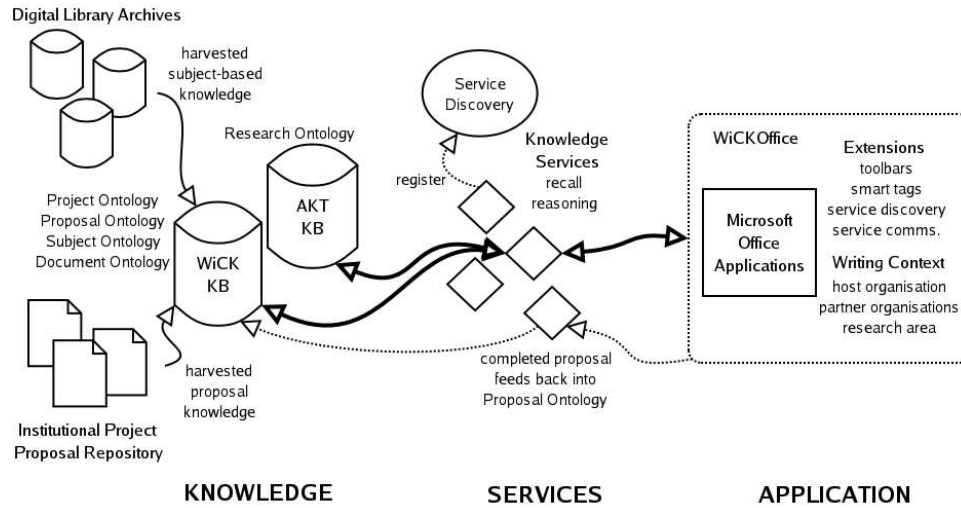 Digital Library Archives
harvested
subject-based
knowledge
Research Ontology
Project Ontology
Proposal Ontology
Subject Ontology
Document Ontology
AKT
KB
WiCK
KB
harvested
proposal
knowledge
Institutional Project
Proposal Repository
Service
Discovery
register
Knowledge
Services
recall
reasoning
completed proposal
feeds back into
Proposal Ontology
WiCKOffice
Microsoft
Office
Applications
Extensions
toolbars
smart tags
service discovery
service comms.
Writing Context
host organisation
partner organisations
research area
KNOWLEDGE
SERVICES
APPLICATION